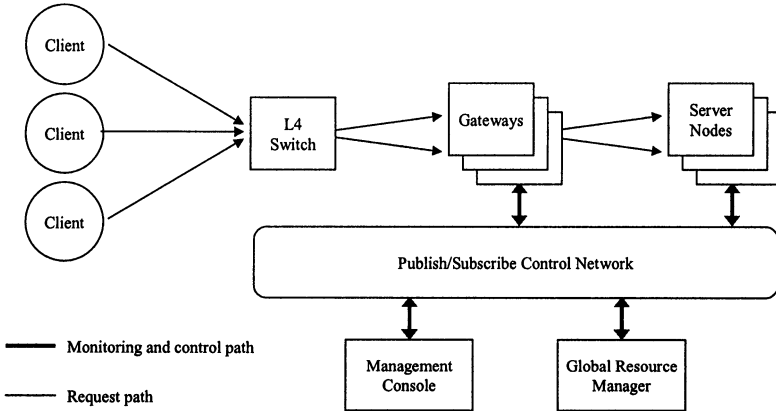 Client
Client
Client
L4
Switch
Gateways
Server
Nodes
Publish/Subscribe Control Network
Monitoring and control path
Request path
Management
Console
Global Resource
Manager